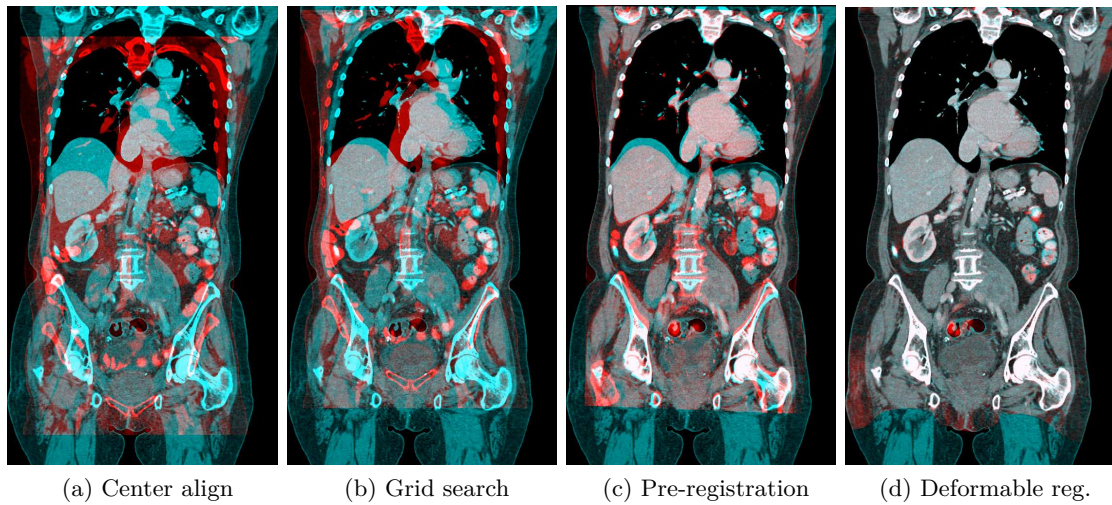 (a) Center align
(b) Grid search
(c) Pre-registration
(d) Deformable reg.